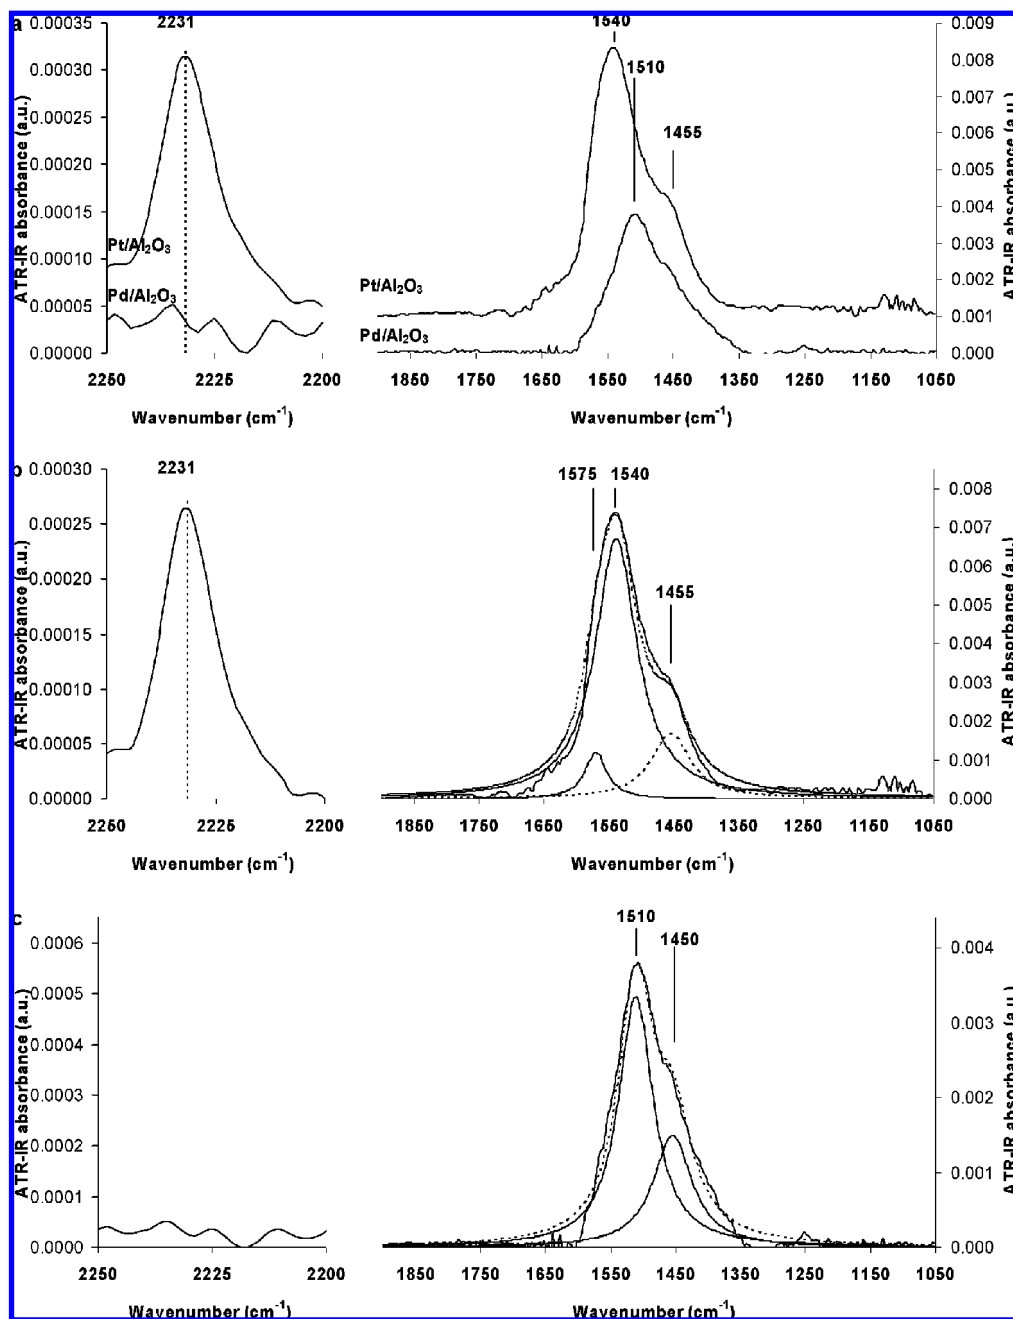 a
2231
0.00035
0.00030
0.00025
0.00020
0.00015
0.00010
0.00005
0.00000
ATR-IR absorbance (a.u.)
Pt/Al₂O₃
Pd/Al₂O₃
2250 2225 2200
Wavenumber (cm⁻¹)
1540
1510
1455
Pt/Al₂O₃
Pd/Al₂O₃
0.009
0.008
0.007
0.006
0.005
0.004
0.003
0.002
0.001
0.000
ATR-IR absorbance (a.u.)
1850 1750 1650 1550 1450 1350 1250 1150 1050
Wavenumber (cm⁻¹)
b
2231
0.00030
0.00025
0.00020
0.00015
0.00010
0.00005
0.00000
ATR-IR absorbance (a.u.)
2250 2225 2200
Wavenumber (cm⁻¹)
1575 1540
1455
0.008
0.007
0.006
0.005
0.004
0.003
0.002
0.001
0.000
ATR-IR absorbance (a.u.)
1850 1750 1650 1550 1450 1350 1250 1150 1050
Wavenumber (cm⁻¹)
c
0.0006
0.0005
0.0004
0.0003
0.0002
0.0001
0.0000
ATR-IR absorbance (a.u.)
2250 2225 2200
Wavenumber (cm⁻¹)
1510
1450
0.004
0.003
0.002
0.001
0.000
ATR-IR absorbance (a.u.)
1850 1750 1650 1550 1450 1350 1250 1150 1050
Wavenumber (cm⁻¹)